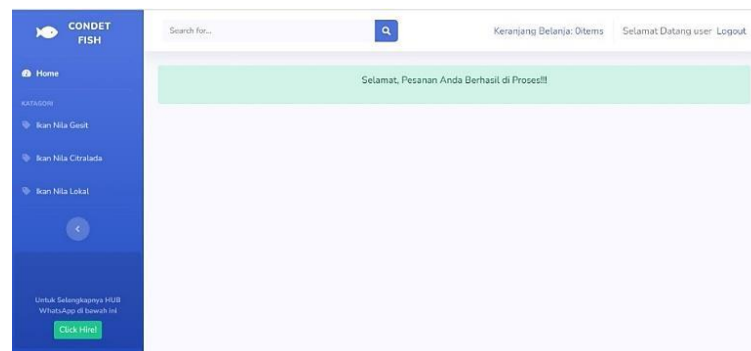 CONDET
FISH
Search for...
Keranjang Belanja: 0items
Selamat Datang user Logout
Home
Selamat, Pesanan Anda Berhasil di Proses!!!
KATAGORI
Ikan Nila Gesit
Ikan Nila Citralada
Ikan Nila Lokal
Untuk Selengkapnya HUB
WhatsApp di bawah ini
Click Hire!